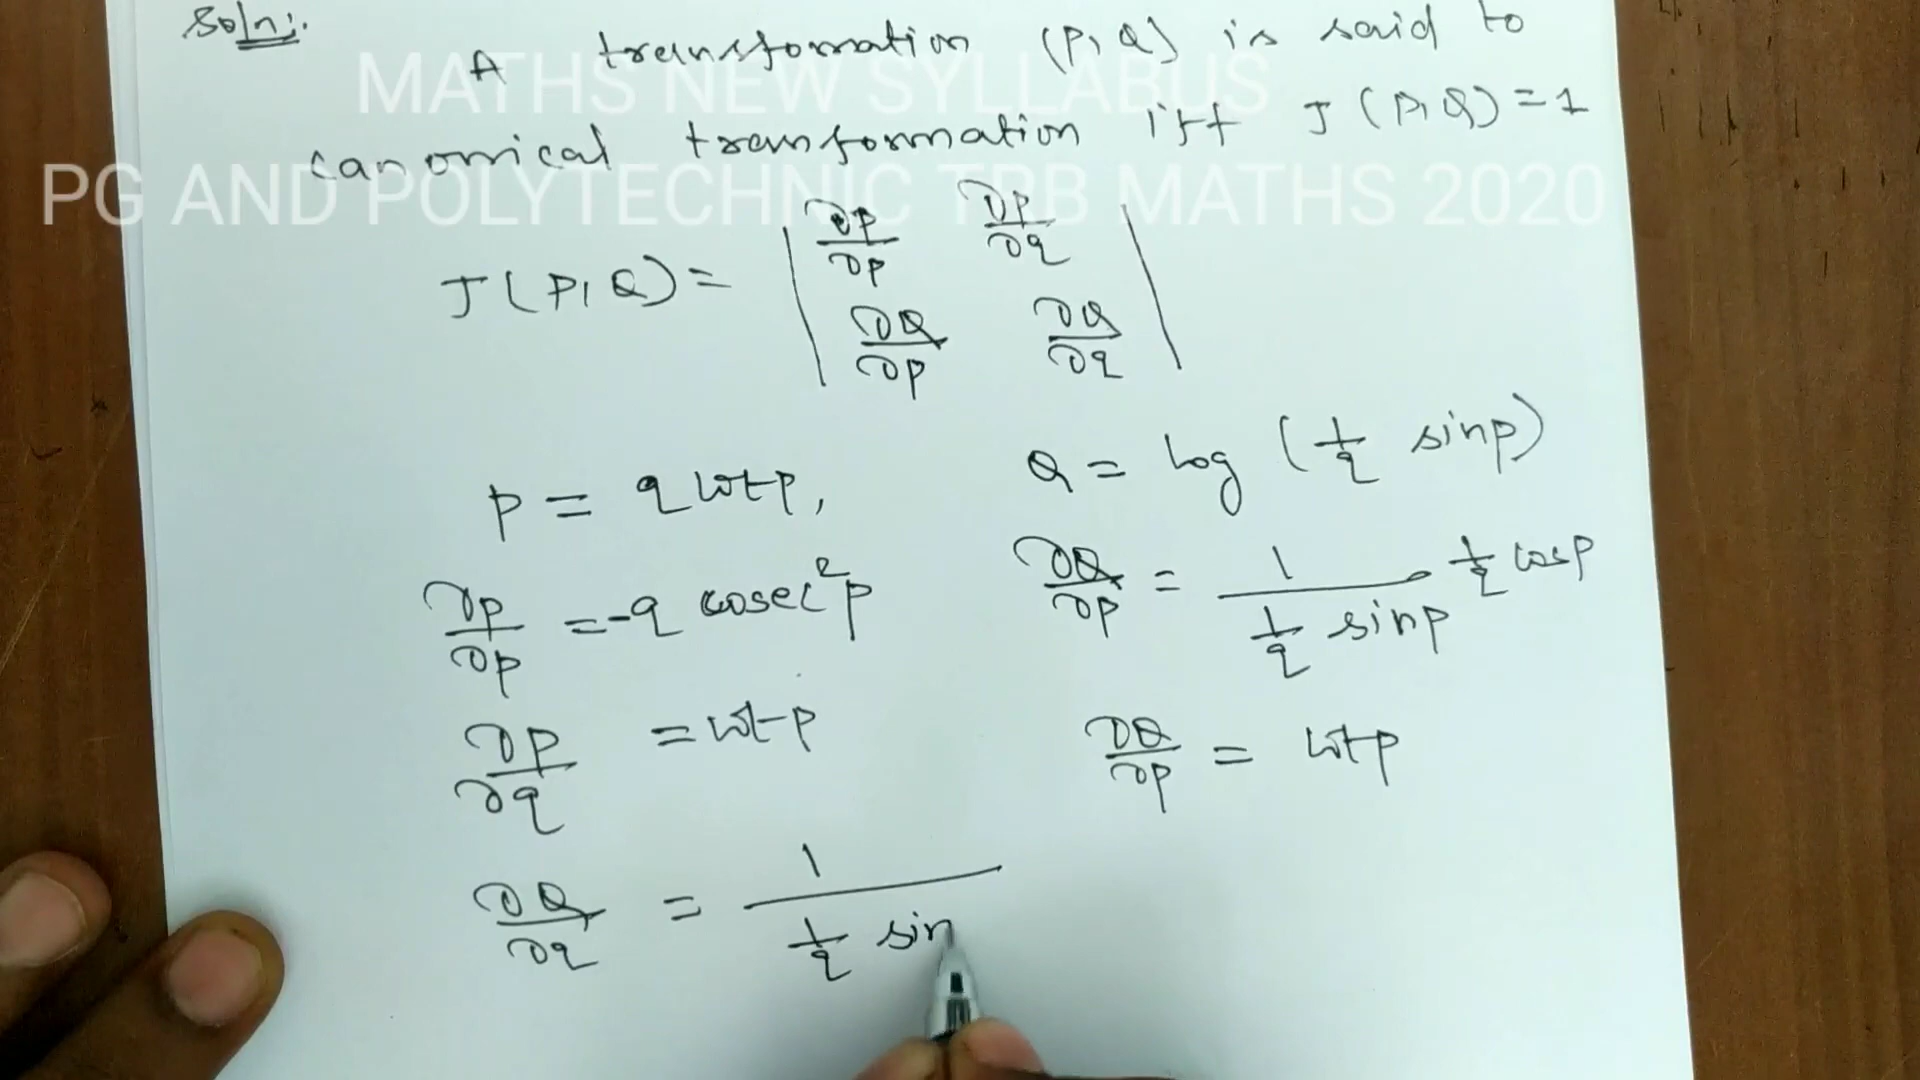 Soln:.
A transformation (P, Q) is said to
canonical transformation iff J (P, Q) = 1
MATHS NEW SYLLABUS
PG AND POLYTECHNIC TRB MATHS 2020
J (P, Q) = | ∂P/∂p ∂P/∂q |
| ∂Q/∂p ∂Q/∂q |
P = q cot p, Q = log (1/q sin p)
∂P/∂p = -q cosec² p ∂Q/∂p = 1/(1/q sin p) 1/q cos p
∂P/∂q = cot p ∂Q/∂p = cot p
∂Q/∂q = 1/(1/q sin